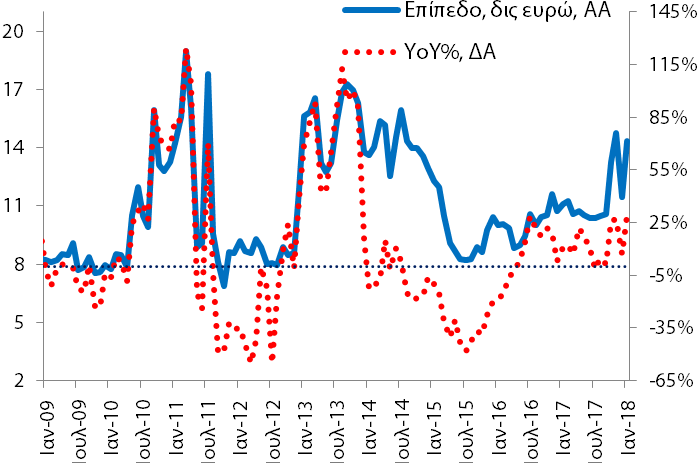 Επίπεδο, δις ευρώ, ΑΑ
YoY%, ΔΑ
20
17
14
11
8
5
2
145%
115%
85%
55%
25%
-5%
-35%
-65%
Ιαν-09
Ιουλ-09
Ιαν-10
Ιουλ-10
Ιαν-11
Ιουλ-11
Ιαν-12
Ιουλ-12
Ιαν-13
Ιουλ-13
Ιαν-14
Ιουλ-14
Ιαν-15
Ιουλ-15
Ιαν-16
Ιουλ-16
Ιαν-17
Ιουλ-17
Ιαν-18